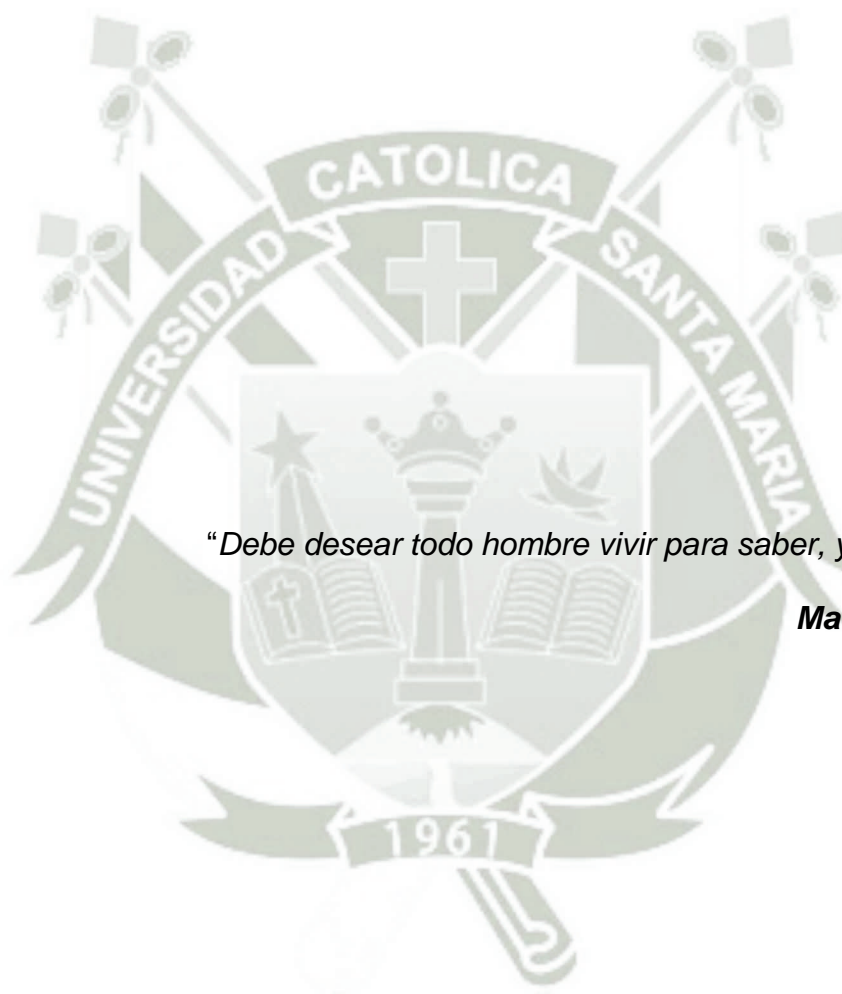 CATOLICA
UNIVERSIDAD
SANTA MARIA
“Debe desear todo hombre vivir para saber, y
Ma
1961